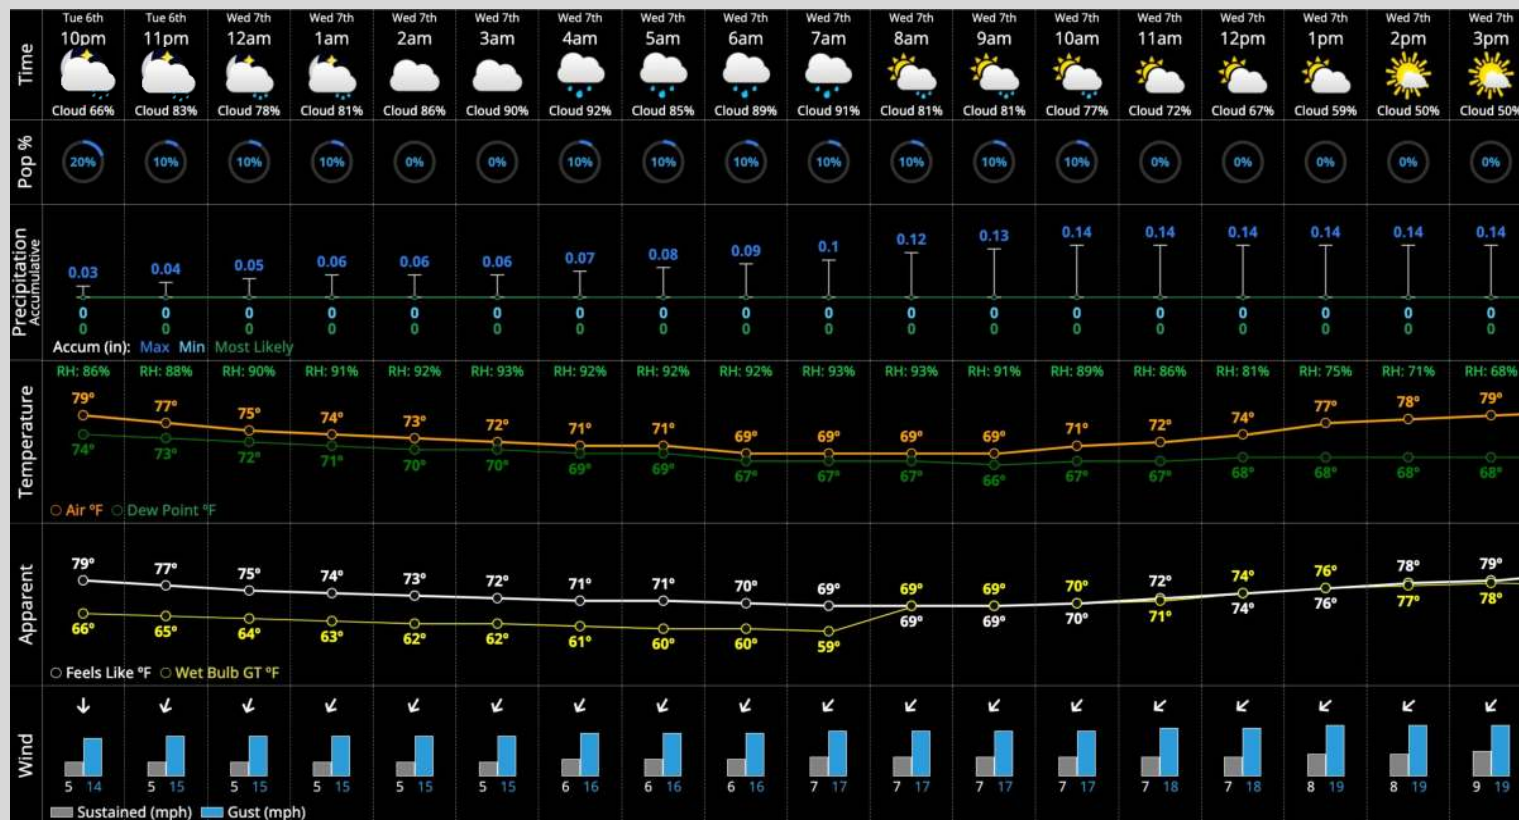 Time
Tue 6th Tue 6th Wed 7th Wed 7th Wed 7th Wed 7th Wed 7th Wed 7th Wed 7th Wed 7th Wed 7th Wed 7th Wed 7th Wed 7th Wed 7th Wed 7th Wed 7th Wed 7th
10pm 11pm 12am 1am 2am 3am 4am 5am 6am 7am 8am 9am 10am 11am 12pm 1pm 2pm 3pm
Cloud 66% Cloud 83% Cloud 78% Cloud 81% Cloud 86% Cloud 90% Cloud 92% Cloud 85% Cloud 89% Cloud 91% Cloud 81% Cloud 81% Cloud 77% Cloud 72% Cloud 67% Cloud 59% Cloud 50% Cloud 50%
Pop %
20% 10% 10% 10% 0% 0% 10% 10% 10% 10% 10% 10% 10% 0% 0% 0% 0% 0%
Precipitation
Accumulative
0.03 0.04 0.05 0.06 0.06 0.06 0.07 0.08 0.09 0.1 0.12 0.13 0.14 0.14 0.14 0.14 0.14 0.14
0 0 0 0 0 0 0 0 0 0 0 0 0 0 0 0 0 0
0 0 0 0 0 0 0 0 0 0 0 0 0 0 0 0 0 0
Accum (in): Max Min Most Likely
Temperature
RH: 86% RH: 88% RH: 90% RH: 91% RH: 92% RH: 93% RH: 92% RH: 92% RH: 92% RH: 93% RH: 93% RH: 91% RH: 89% RH: 86% RH: 81% RH: 75% RH: 71% RH: 68%
79° 77° 75° 74° 73° 72° 71° 71° 69° 69° 69° 69° 71° 72° 74° 77° 78° 79°
74° 73° 72° 71° 70° 70° 69° 69° 67° 67° 67° 66° 67° 67° 68° 68° 68° 68°
Air °F Dew Point °F
Apparent
79° 77° 75° 74° 73° 72° 71° 71° 70° 69° 69° 69° 70° 72° 74° 76° 78° 79°
66° 65° 64° 63° 62° 62° 61° 60° 60° 59° 69° 69° 70° 71° 74° 76° 77° 78°
Feels Like °F Wet Bulb GT °F
Wind
5 14 5 15 5 15 5 15 5 15 5 15 6 16 6 16 6 16 7 17 7 17 7 17 7 17 7 18 7 18 8 19 8 19 9 19
Sustained (mph) Gust (mph)